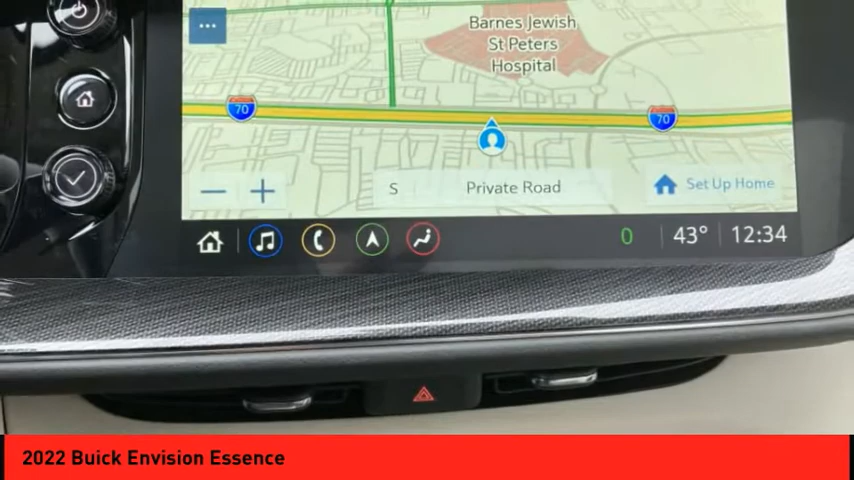 Barnes Jewish
St Peters
Hospital
70
70
S Private Road Set Up Home
0 43° 12:34
2022 Buick Envision Essence